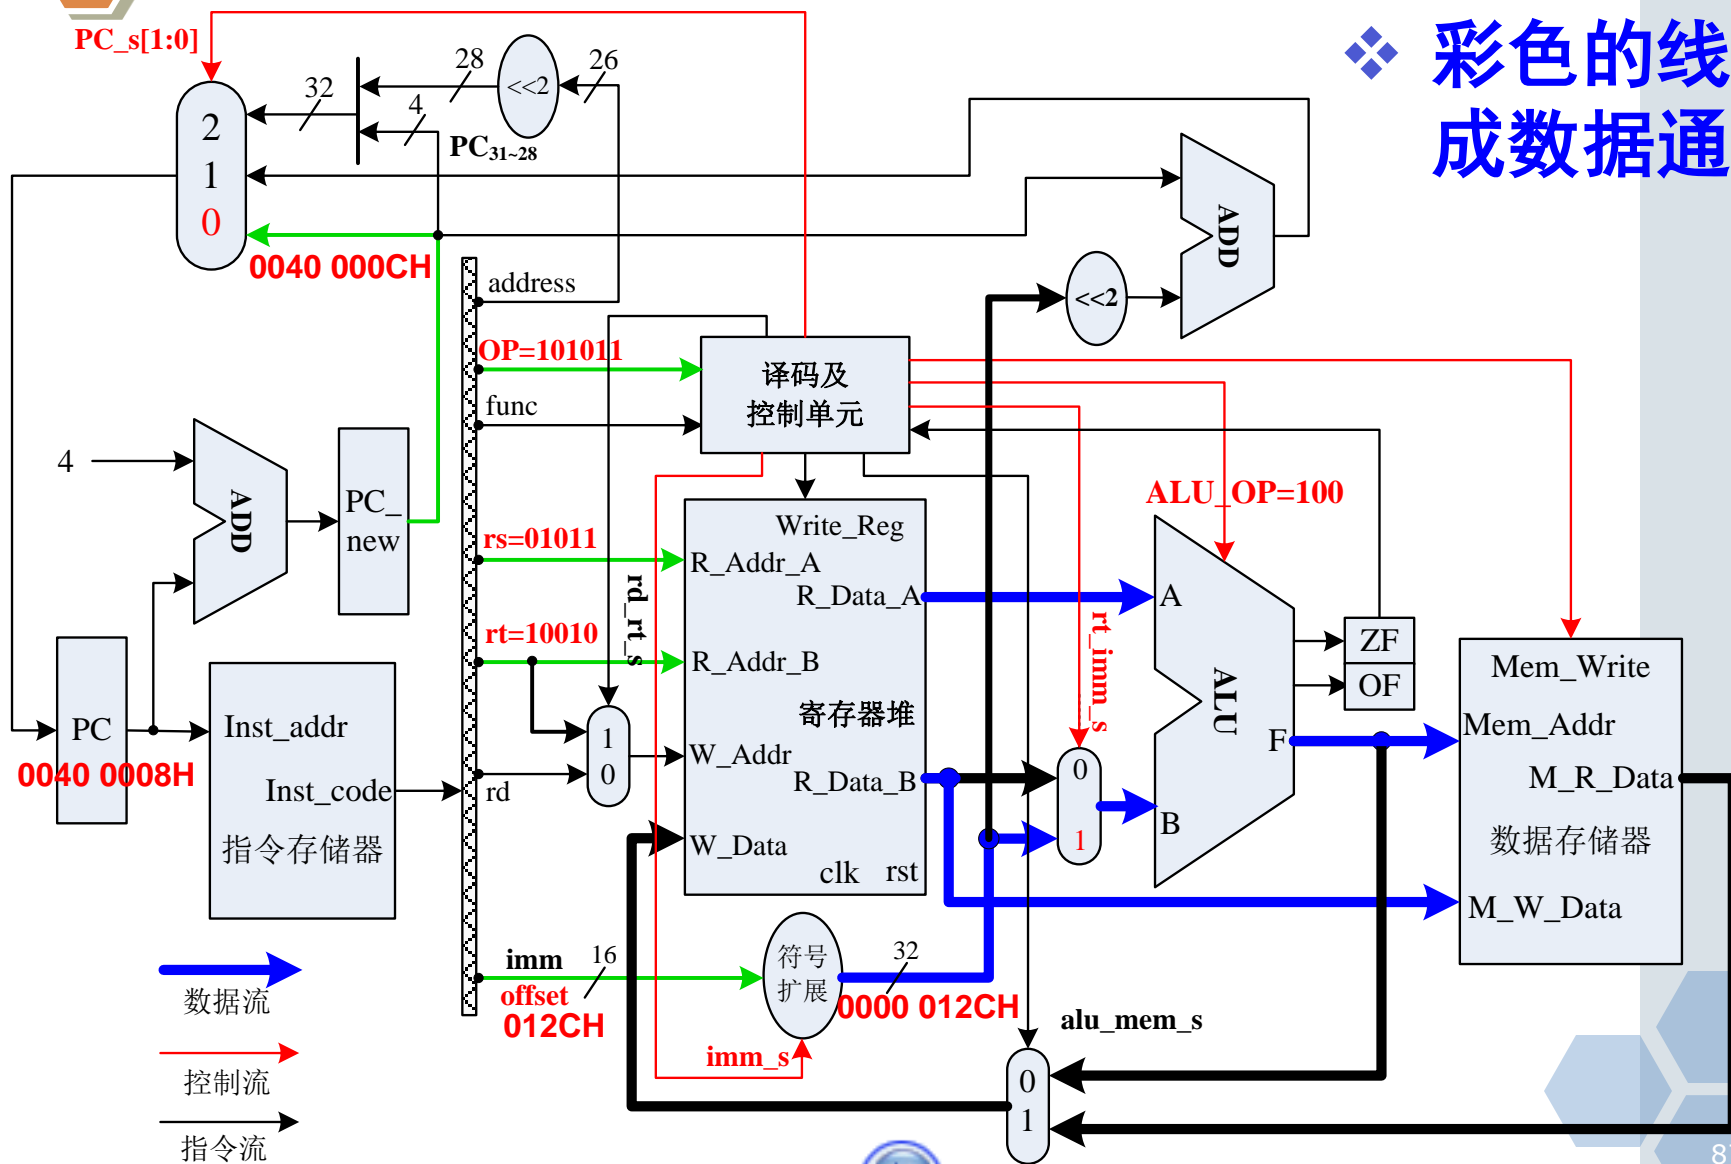 彩色的线
成数据通
PC_s[1:0]
2
1
0
32
28
4
<<2
26
PC31~28
0040 000CH
address
OP=101011
func
译码及
控制单元
<<2
ADD
4
ADD
PC_
new
PC
0040 0008H
Inst_addr
Inst_code
指令存储器
rs=01011
rt=10010
rd
rd_rt_s
1
0
Write_Reg
R_Addr_A
R_Data_A
R_Addr_B
寄存器堆
W_Addr
R_Data_B
W_Data
clk rst
rt_imm_s
0
1
ALU_OP=100
A
ALU
F
B
ZF
OF
Mem_Write
Mem_Addr
M_R_Data
数据存储器
M_W_Data
imm
16
offset
012CH
符号
扩展
32
0000 012CH
imm_s
alu_mem_s
0
1
数据流
控制流
指令流